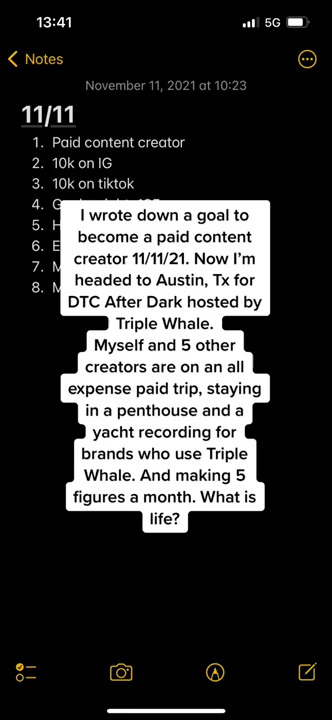 13:41
5G
Notes
November 11, 2021 at 10:23
11/11
1. Paid content creator
2. 10k on IG
3. 10k on tiktok
4. G
5. H
6. E
7. M
8. M
I wrote down a goal to
become a paid content
creator 11/11/21. Now I'm
headed to Austin, Tx for
DTC After Dark hosted by
Triple Whale.
Myself and 5 other
creators are on an all
expense paid trip, staying
in a penthouse and a
yacht recording for
brands who use Triple
Whale. And making 5
figures a month. What is
life?